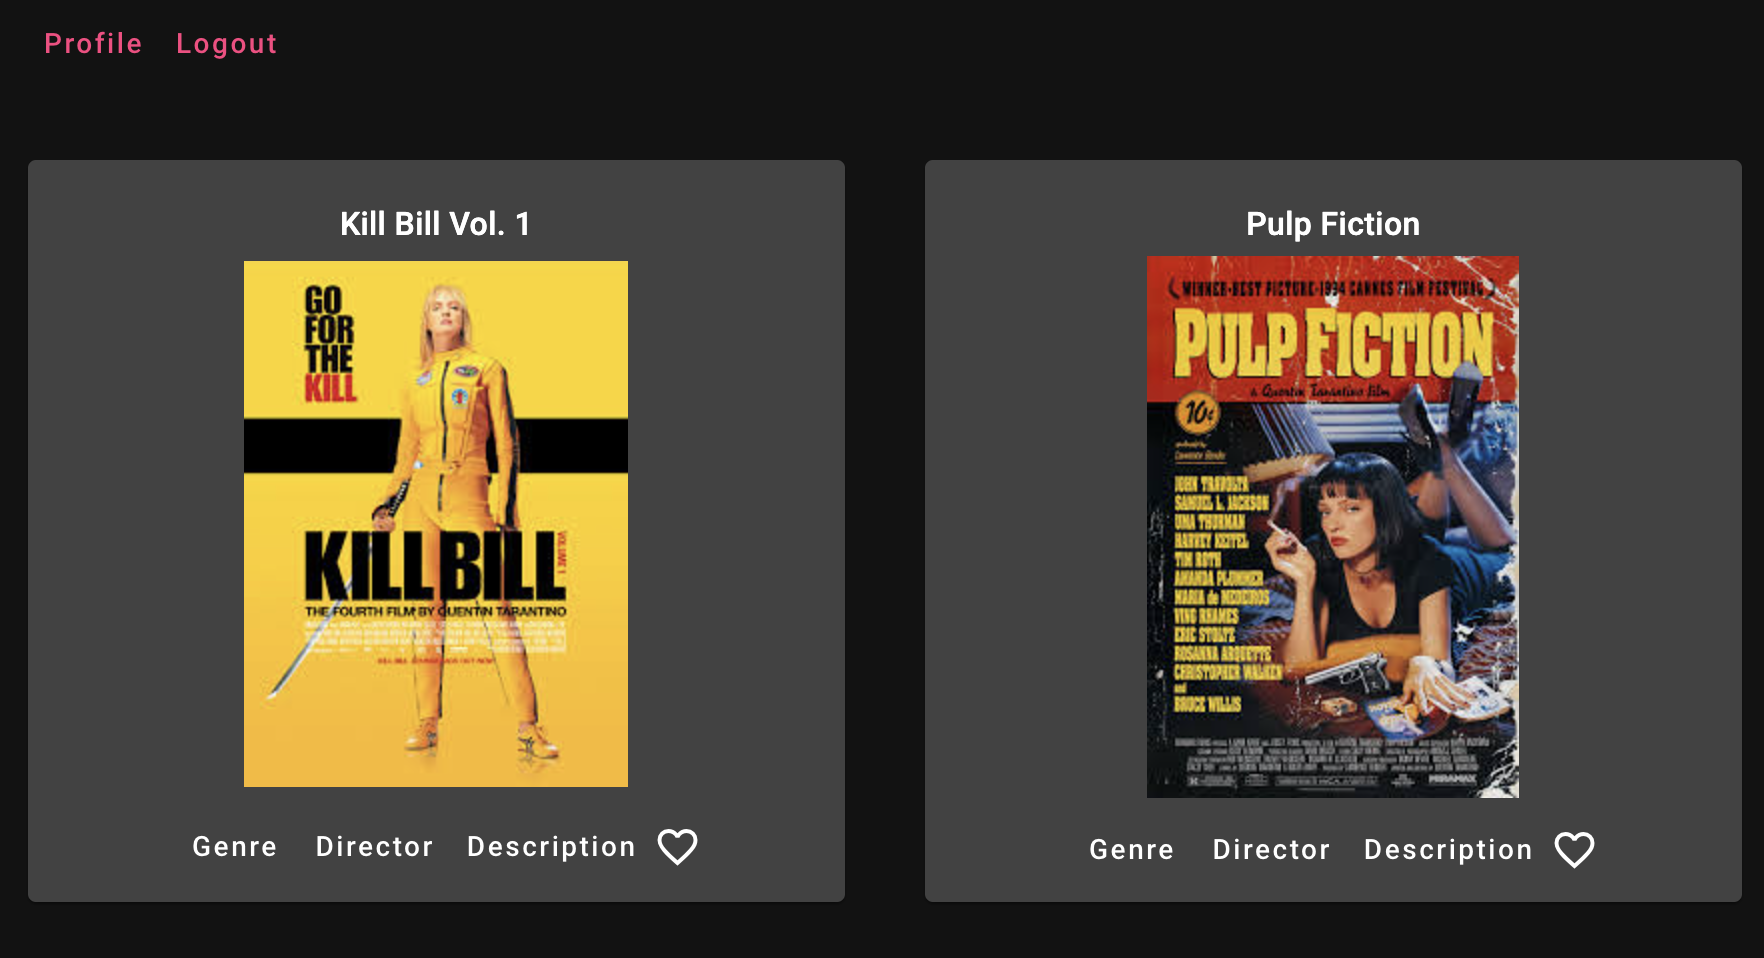 Profile Logout
Kill Bill Vol. 1
GO
FOR
THE
KILL
KILL BILL
VOLUME 1
THE FOURTH FILM BY QUENTIN TARANTINO
Genre Director Description
Pulp Fiction
WINNER-BEST PICTURE-1994 CANNES FILM FESTIVAL
PULP FICTION
a Quentin Tarantino film
10¢
JOHN TRAVOLTA
SAMUEL L. JACKSON
UMA THURMAN
HARVEY KEITEL
TIM ROTH
AMANDA PLUMMER
MARIA de MEDEIROS
VING RHAMES
ERIC STOLTZ
ROSANNA ARQUETTE
CHRISTOPHER WALKEN
and
BRUCE WILLIS
MIRAMAX
Genre Director Description